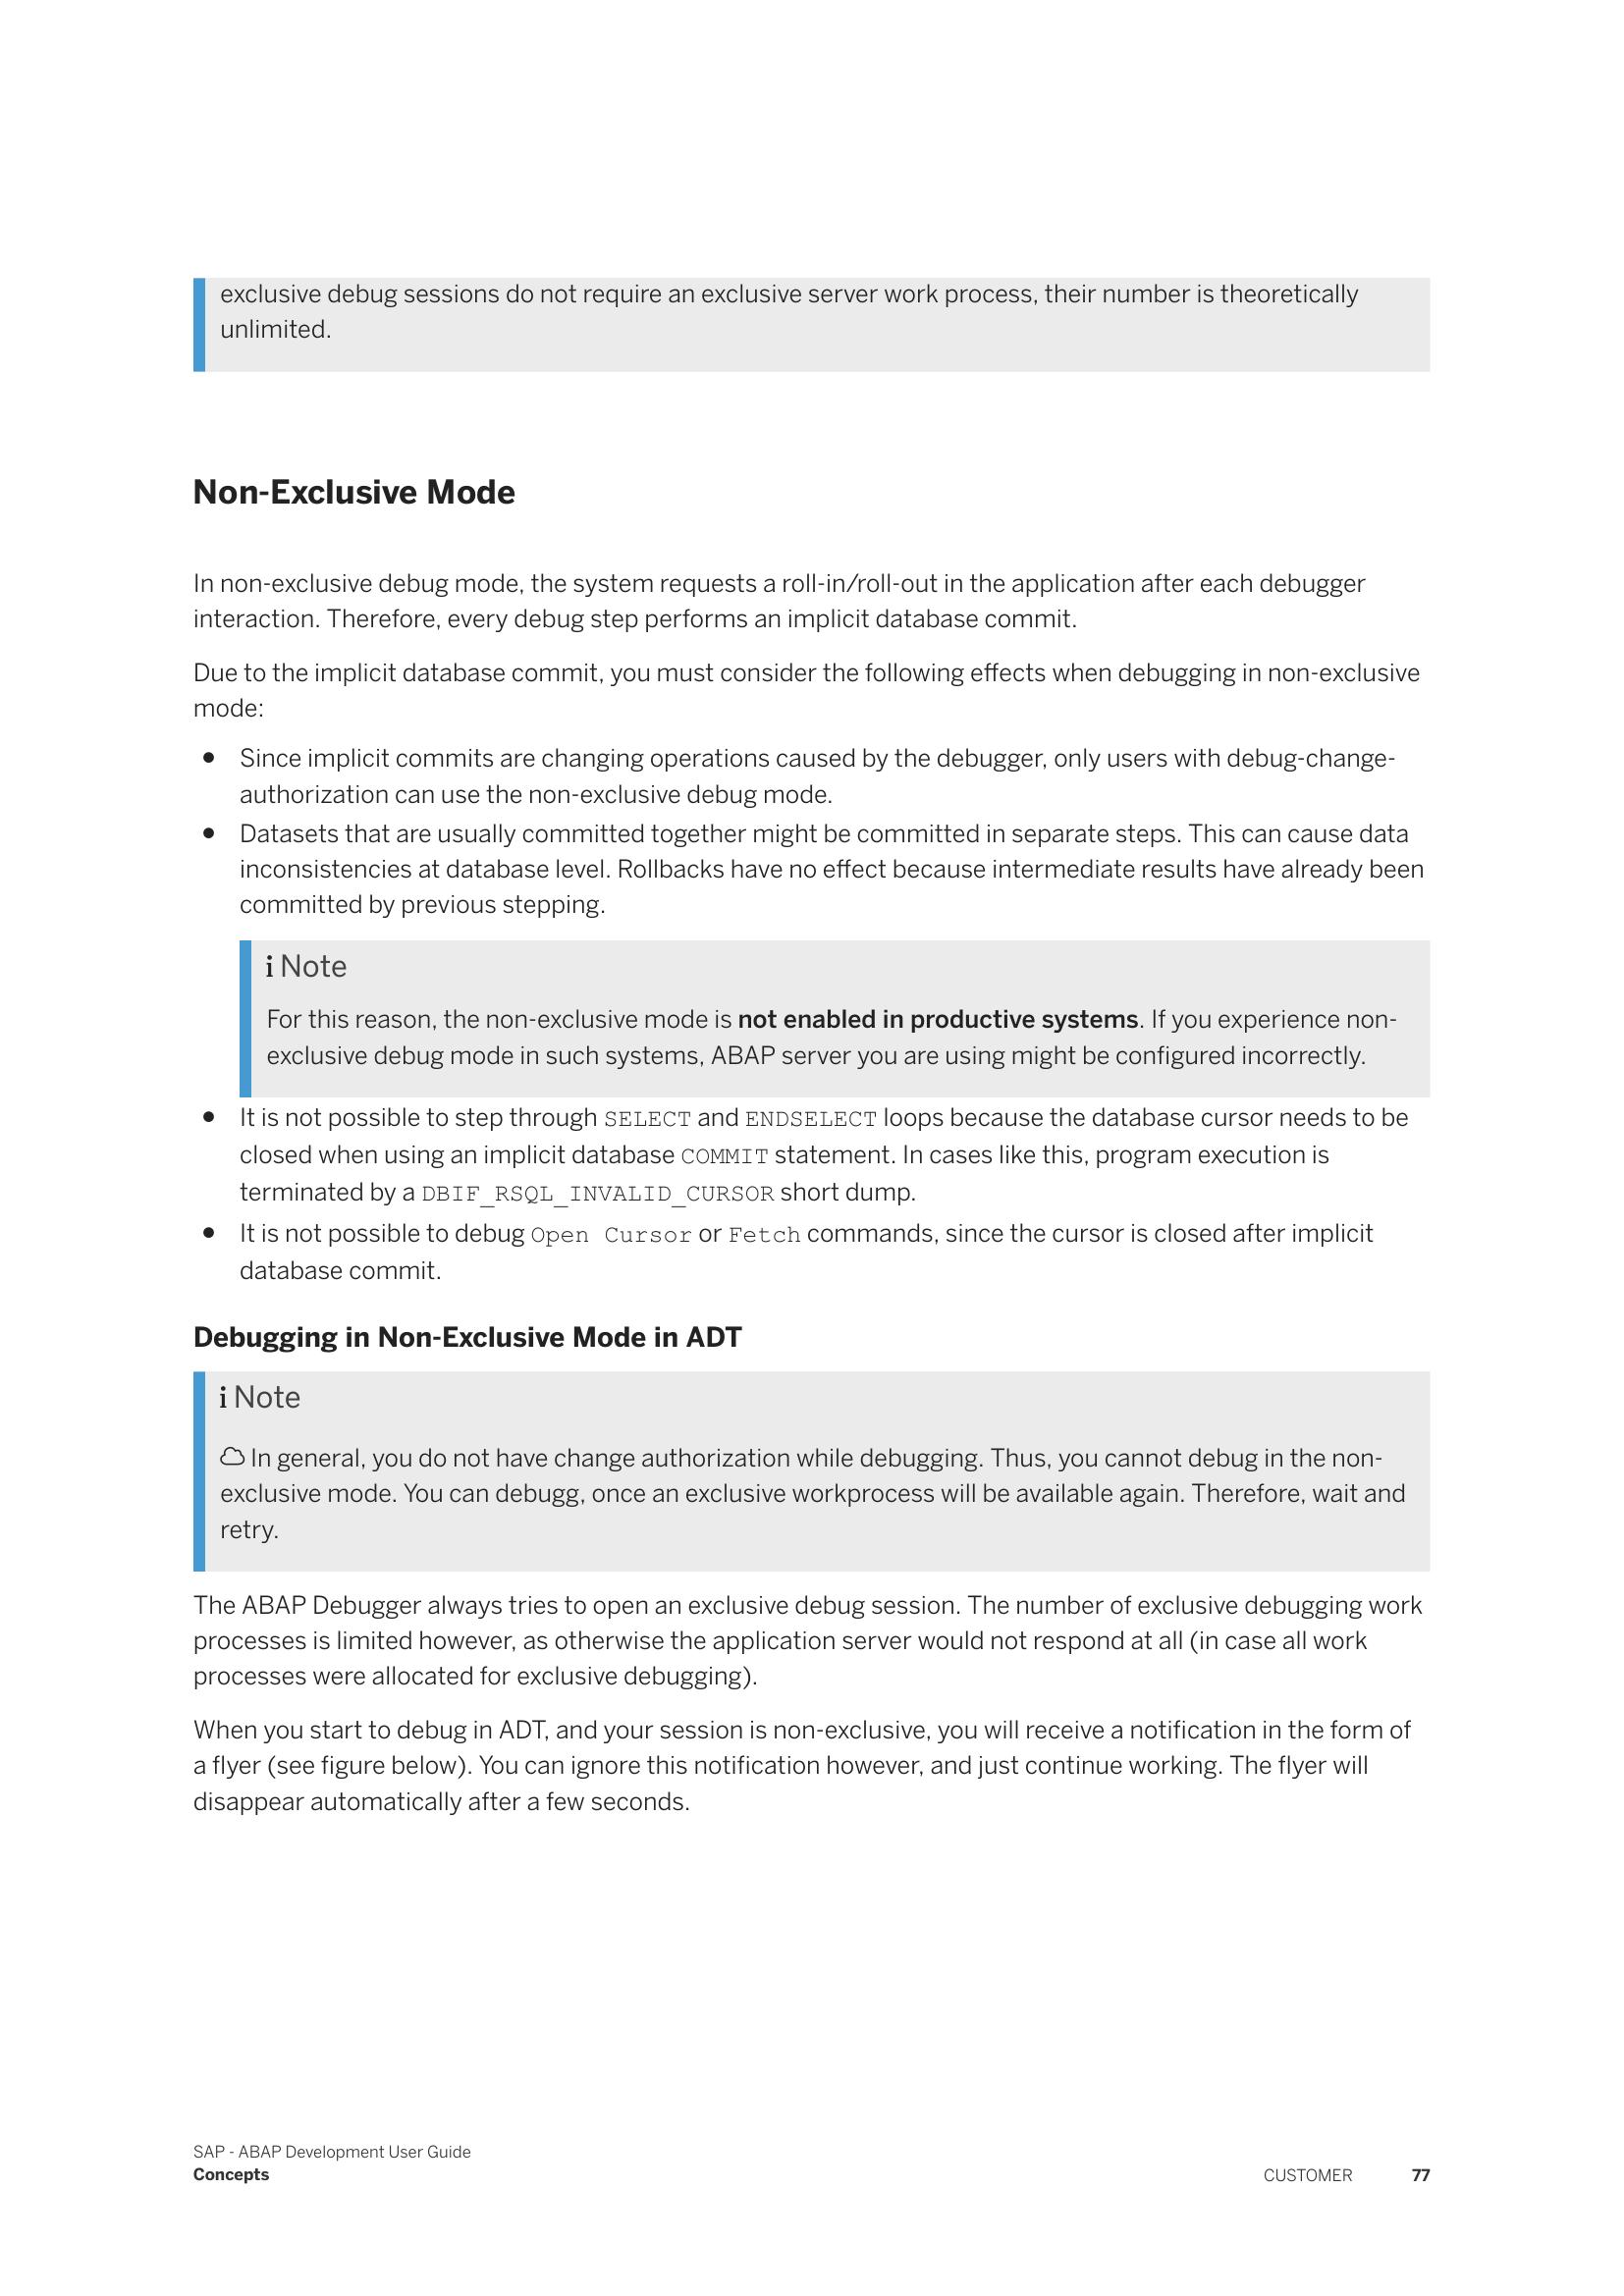 exclusive debug sessions do not require an exclusive server work process, their number is theoretically
unlimited.
Non-Exclusive Mode
In non-exclusive debug mode, the system requests a roll-in/roll-out in the application after each debugger
interaction. Therefore, every debug step performs an implicit database commit.
Due to the implicit database commit, you must consider the following effects when debugging in non-exclusive
mode:
● Since implicit commits are changing operations caused by the debugger, only users with debug-change-
authorization can use the non-exclusive debug mode.
● Datasets that are usually committed together might be committed in separate steps. This can cause data
inconsistencies at database level. Rollbacks have no effect because intermediate results have already been
committed by previous stepping.
i Note
For this reason, the non-exclusive mode is not enabled in productive systems. If you experience non-
exclusive debug mode in such systems, ABAP server you are using might be configured incorrectly.
● It is not possible to step through SELECT and ENDSELECT loops because the database cursor needs to be
closed when using an implicit database COMMIT statement. In cases like this, program execution is
terminated by a DBIF_RSQL_INVALID_CURSOR short dump.
● It is not possible to debug Open Cursor or Fetch commands, since the cursor is closed after implicit
database commit.
Debugging in Non-Exclusive Mode in ADT
i Note
In general, you do not have change authorization while debugging. Thus, you cannot debug in the non-
exclusive mode. You can debugg, once an exclusive workprocess will be available again. Therefore, wait and
retry.
The ABAP Debugger always tries to open an exclusive debug session. The number of exclusive debugging work
processes is limited however, as otherwise the application server would not respond at all (in case all work
processes were allocated for exclusive debugging).
When you start to debug in ADT, and your session is non-exclusive, you will receive a notification in the form of
a flyer (see figure below). You can ignore this notification however, and just continue working. The flyer will
disappear automatically after a few seconds.
SAP - ABAP Development User Guide
Concepts
CUSTOMER 77